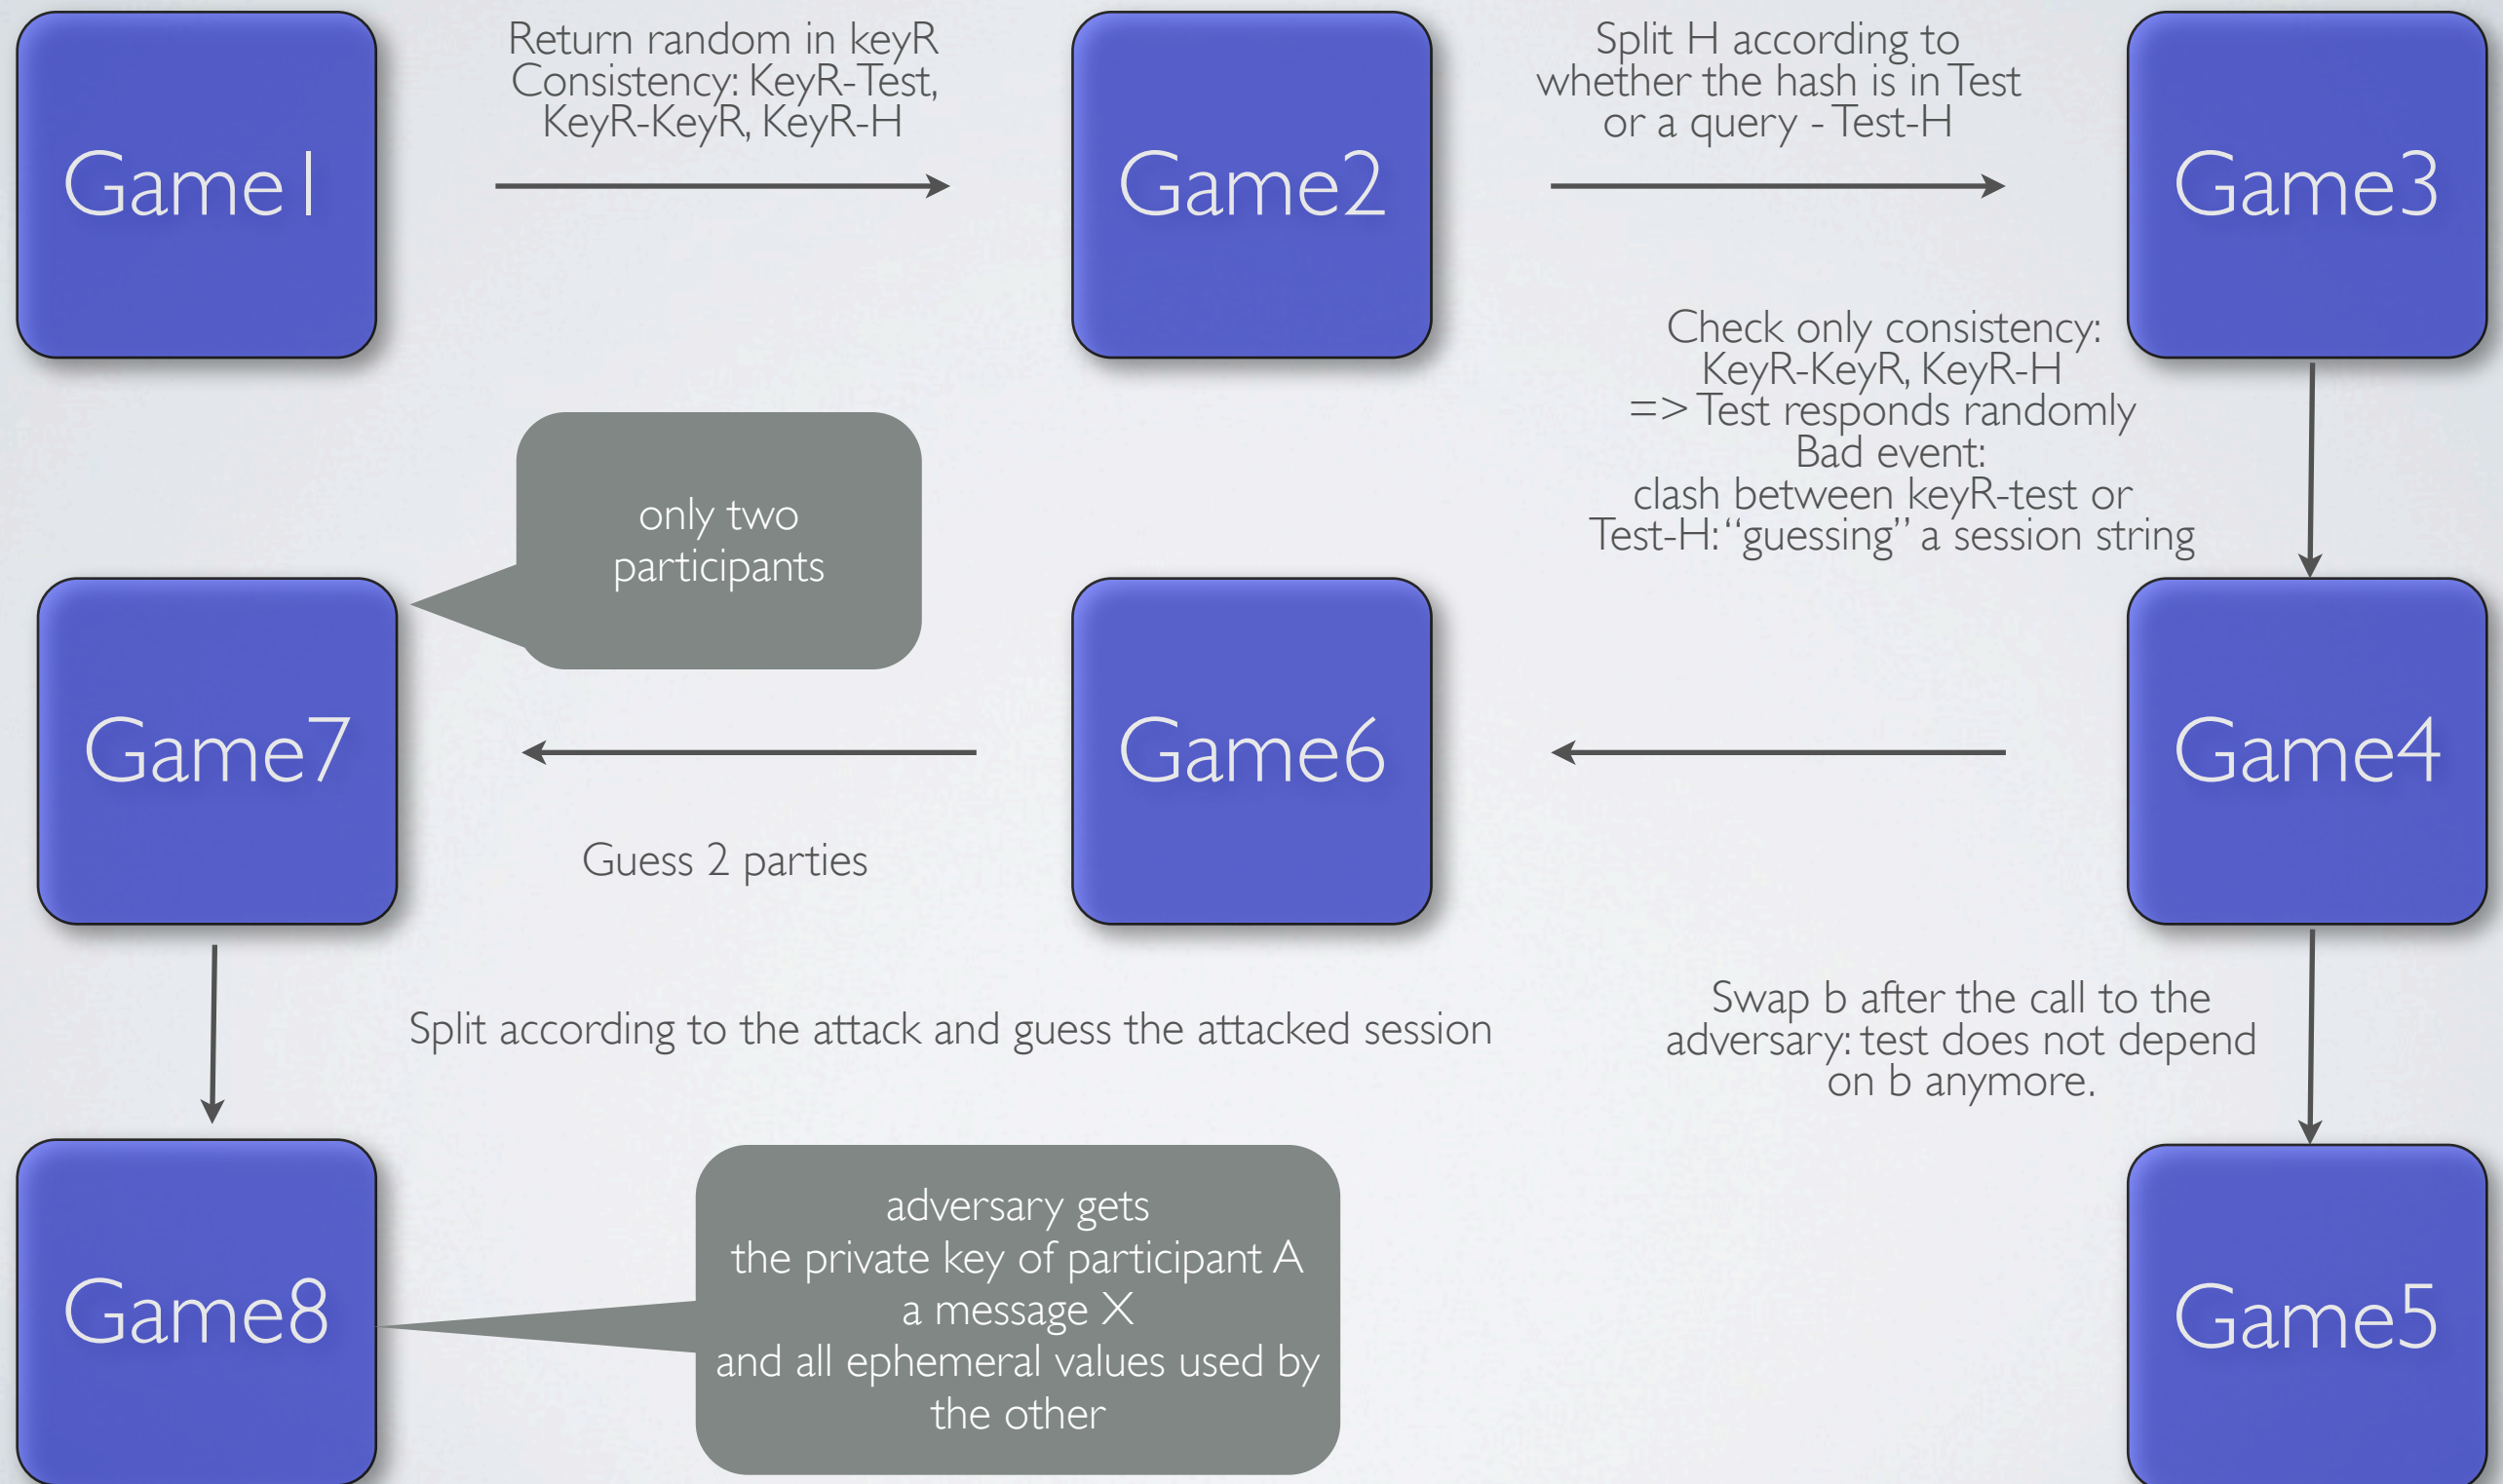 Game1
Return random in keyR
Consistency: KeyR-Test,
KeyR-KeyR, KeyR-H
Game2
Split H according to
whether the hash is in Test
or a query - Test-H
Game3
Check only consistency:
KeyR-KeyR, KeyR-H
=> Test responds randomly
Bad event:
clash between keyR-test or
Test-H: “guessing” a session string
only two
participants
Game7
Game6
Game4
Guess 2 parties
Split according to the attack and guess the attacked session
Swap b after the call to the
adversary: test does not depend
on b anymore.
Game8
adversary gets
the private key of participant A
a message X
and all ephemeral values used by
the other
Game5